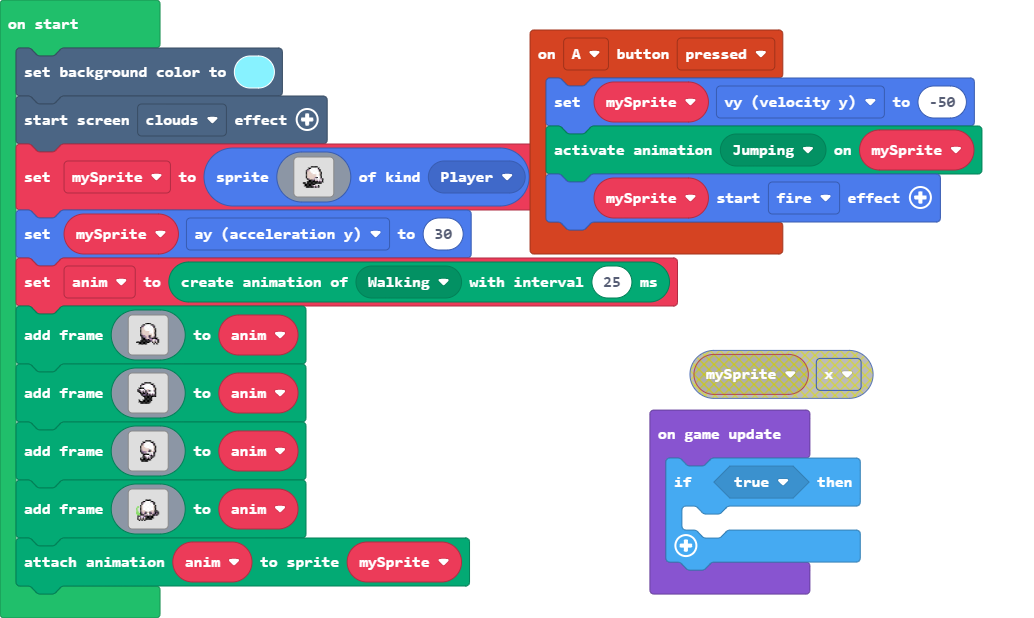 on start
set background color to
start screen clouds effect
set mySprite to sprite of kind Player
set mySprite ay (acceleration y) to 30
set anim to create animation of Walking with interval 25 ms
add frame to anim
add frame to anim
add frame to anim
add frame to anim
attach animation anim to sprite mySprite
on A button pressed
set mySprite vy (velocity y) to -50
activate animation Jumping on mySprite
mySprite start fire effect
mySprite x
on game update
if true then